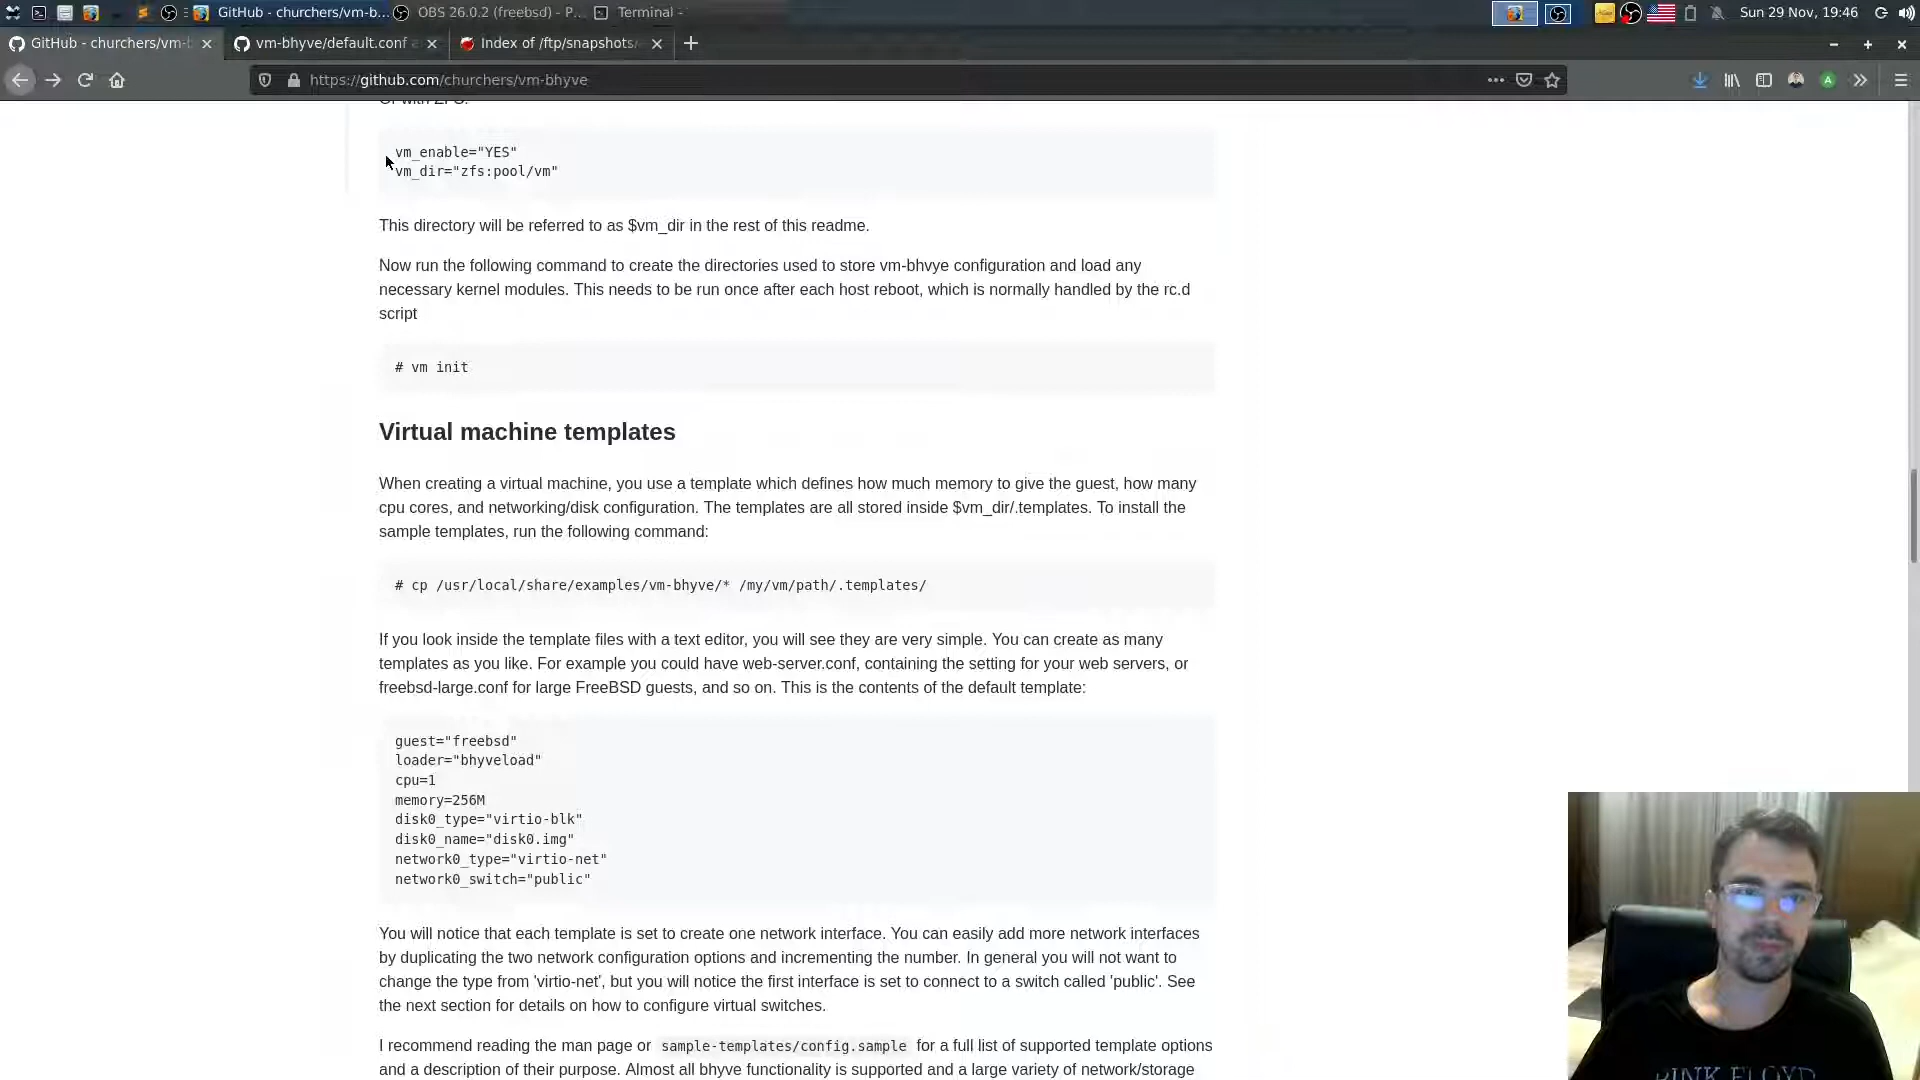 GitHub - churchers/vm-b... OBS 26.0.2 (freebsd) - P... Terminal - Sun 29 Nov, 19:46
GitHub - churchers/vm-b vm-bhyve/default.conf Index of /ftp/snapshots/
https://github.com/churchers/vm-bhyve
Or with ZFS:
vm_enable="YES"
vm_dir="zfs:pool/vm"
This directory will be referred to as $vm_dir in the rest of this readme.
Now run the following command to create the directories used to store vm-bhvye configuration and load any
necessary kernel modules. This needs to be run once after each host reboot, which is normally handled by the rc.d
script
# vm init
Virtual machine templates
When creating a virtual machine, you use a template which defines how much memory to give the guest, how many
cpu cores, and networking/disk configuration. The templates are all stored inside $vm_dir/.templates. To install the
sample templates, run the following command:
# cp /usr/local/share/examples/vm-bhyve/* /my/vm/path/.templates/
If you look inside the template files with a text editor, you will see they are very simple. You can create as many
templates as you like. For example you could have web-server.conf, containing the setting for your web servers, or
freebsd-large.conf for large FreeBSD guests, and so on. This is the contents of the default template:
guest="freebsd"
loader="bhyveload"
cpu=1
memory=256M
disk0_type="virtio-blk"
disk0_name="disk0.img"
network0_type="virtio-net"
network0_switch="public"
You will notice that each template is set to create one network interface. You can easily add more network interfaces
by duplicating the two network configuration options and incrementing the number. In general you will not want to
change the type from 'virtio-net', but you will notice the first interface is set to connect to a switch called 'public'. See
the next section for details on how to configure virtual switches.
I recommend reading the man page or sample-templates/config.sample for a full list of supported template options
and a description of their purpose. Almost all bhyve functionality is supported and a large variety of network/storage
PINK FLOYD